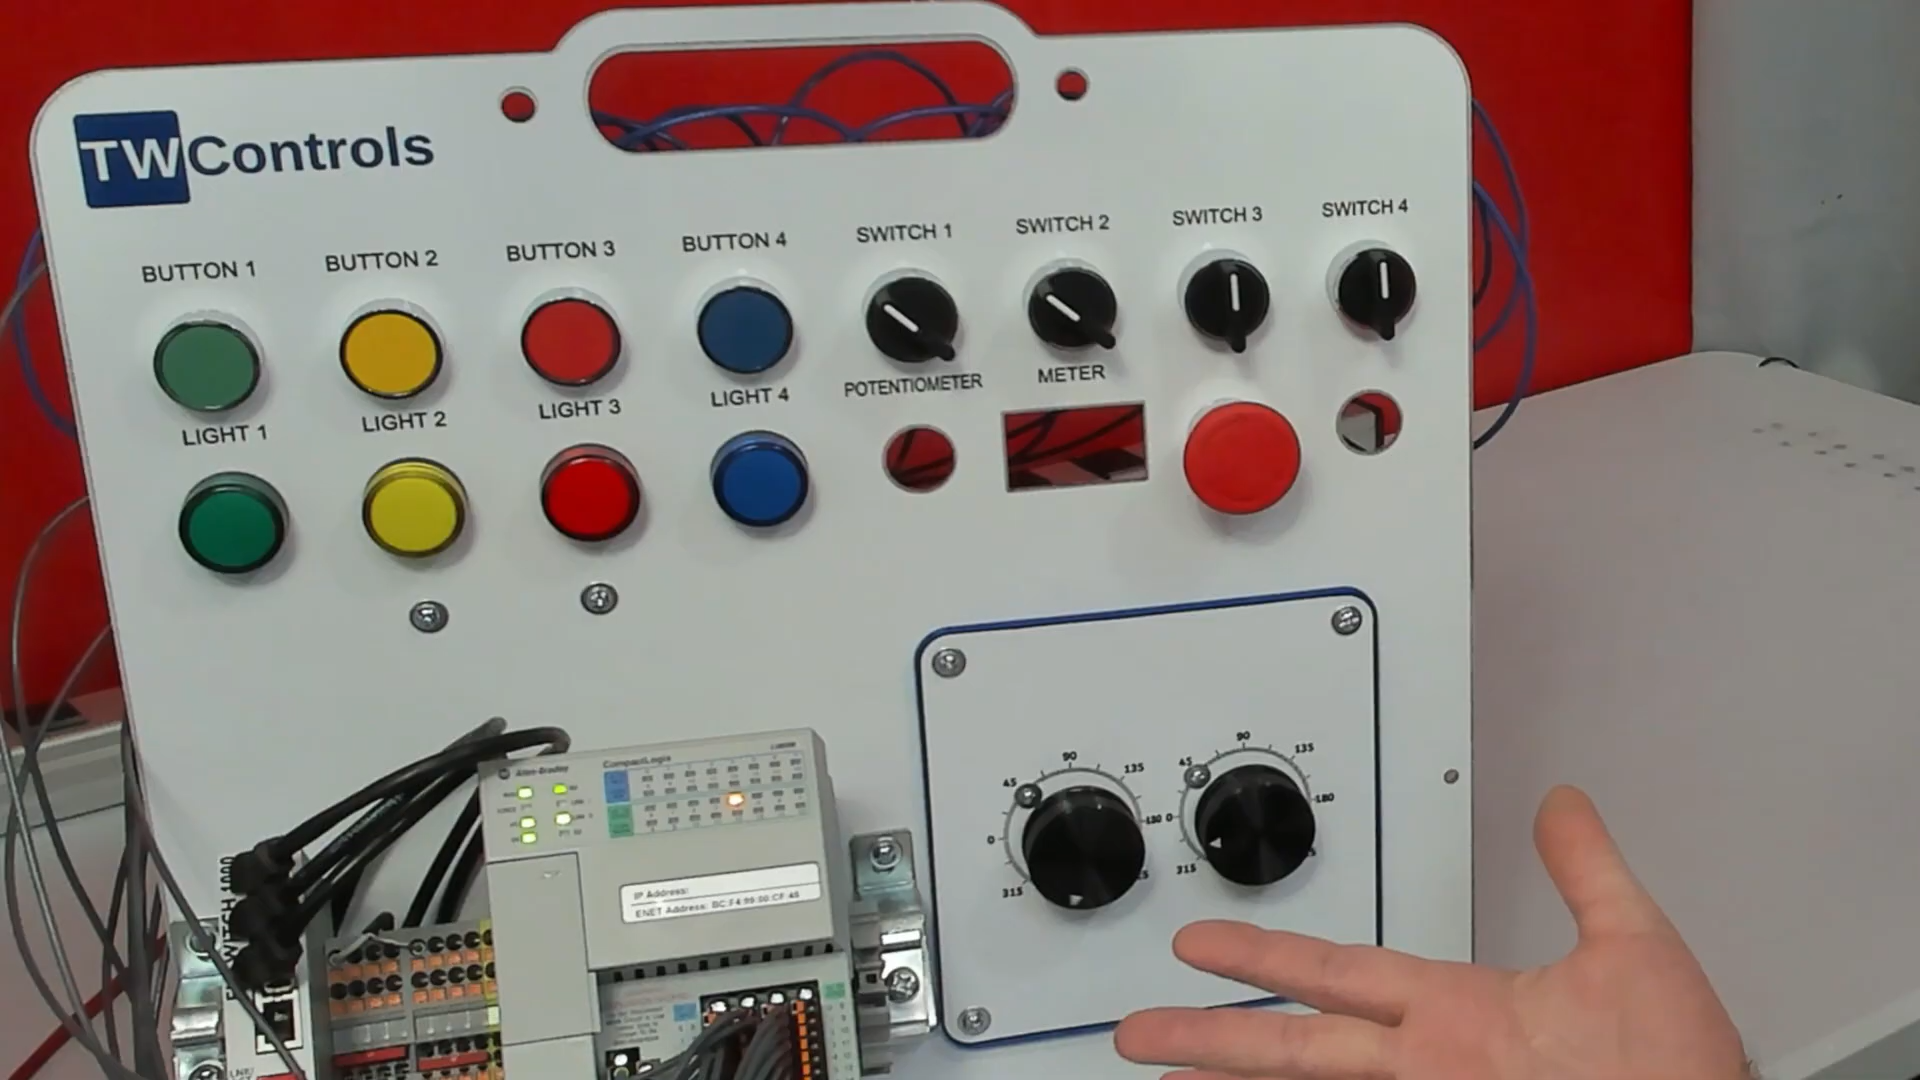 TWControls
BUTTON 1
BUTTON 2
BUTTON 3
BUTTON 4
SWITCH 1
SWITCH 2
SWITCH 3
SWITCH 4
LIGHT 1
LIGHT 2
LIGHT 3
LIGHT 4
POTENTIOMETER
METER
Allen-Bradley
CompactLogix
IP Address:
ENET Address:
0
45
90
135
180
315
0
45
90
135
180
315